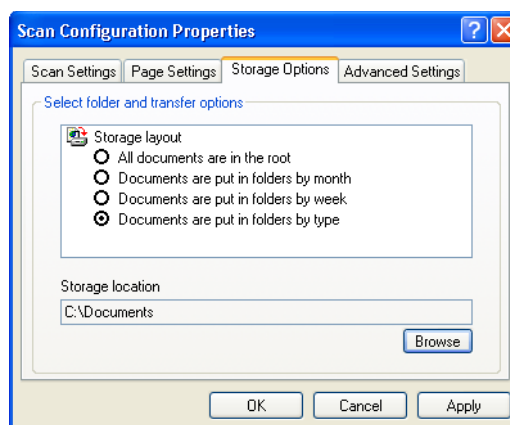 Scan Configuration Properties
Scan Settings Page Settings Storage Options Advanced Settings
Select folder and transfer options
Storage layout
All documents are in the root
Documents are put in folders by month
Documents are put in folders by week
Documents are put in folders by type
Storage location
C:\Documents
Browse
OK Cancel Apply